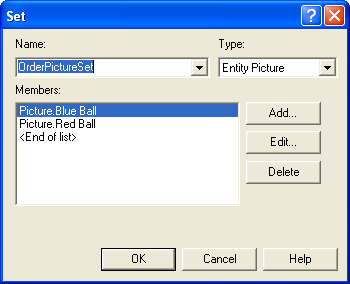 Set
Name:
Type:
OrderPictureSet
Entity Picture
Members:
Picture.Blue Ball
Picture.Red Ball
<End of list>
Add...
Edit...
Delete
OK
Cancel
Help